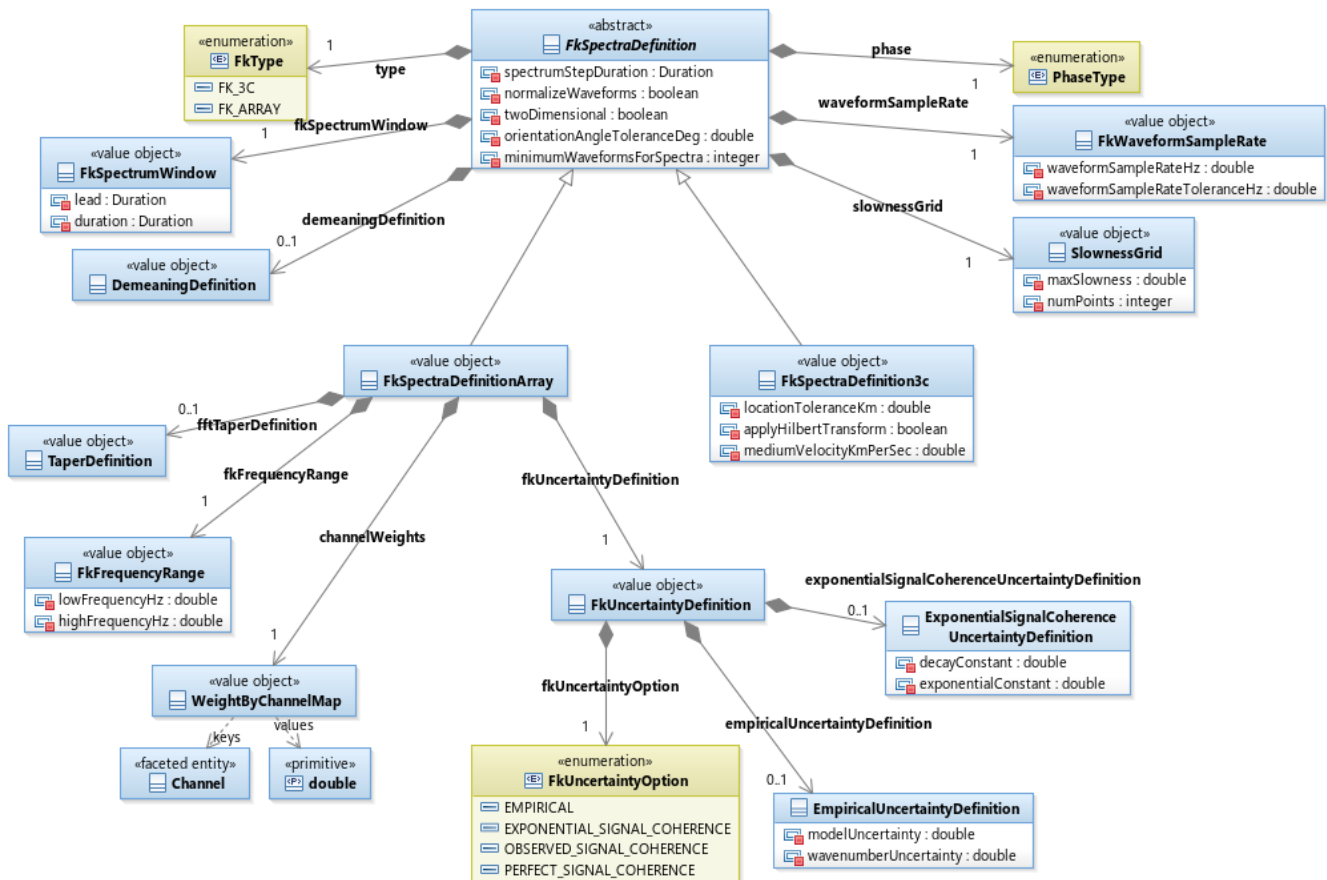 «abstract»
FkSpectraDefinition
spectrumStepDuration : Duration
normalizeWaveforms : boolean
twoDimensional : boolean
orientationAngleToleranceDeg : double
minimumWaveformsForSpectra : integer
«enumeration»
FkType
FK_3C
FK_ARRAY
1
type
phase
1
«enumeration»
PhaseType
fkSpectrumWindow
1
«value object»
FkSpectrumWindow
lead : Duration
duration : Duration
waveformSampleRate
1
«value object»
FkWaveformSampleRate
waveformSampleRateHz : double
waveformSampleRateToleranceHz : double
demeaningDefinition
0..1
«value object»
DemeaningDefinition
slownessGrid
1
«value object»
SlownessGrid
maxSlowness : double
numPoints : integer
«value object»
FkSpectraDefinitionArray
«value object»
FkSpectraDefinition3c
locationToleranceKm : double
applyHilbertTransform : boolean
mediumVelocityKmPerSec : double
0..1
fftTaperDefinition
«value object»
TaperDefinition
fkFrequencyRange
1
«value object»
FkFrequencyRange
lowFrequencyHz : double
highFrequencyHz : double
channelWeights
1
«value object»
WeightByChannelMap
keys
values
«faceted entity»
Channel
«primitive»
double
fkUncertaintyDefinition
1
«value object»
FkUncertaintyDefinition
exponentialSignalCoherenceUncertaintyDefinition
0..1
ExponentialSignalCoherence
UncertaintyDefinition
decayConstant : double
exponentialConstant : double
fkUncertaintyOption
1
«enumeration»
FkUncertaintyOption
EMPIRICAL
EXPONENTIAL_SIGNAL_COHERENCE
OBSERVED_SIGNAL_COHERENCE
PERFECT_SIGNAL_COHERENCE
empiricalUncertaintyDefinition
0..1
EmpiricalUncertaintyDefinition
modelUncertainty : double
wavenumberUncertainty : double